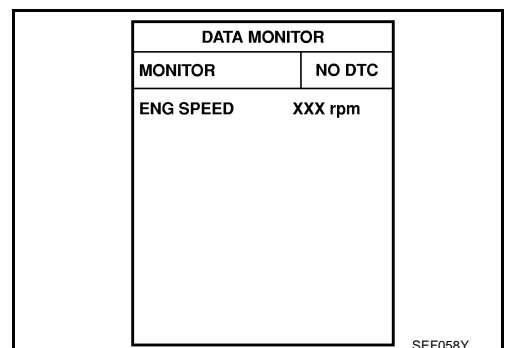 DATA MONITOR
MONITOR NO DTC
ENG SPEED XXX rpm
SEF058Y